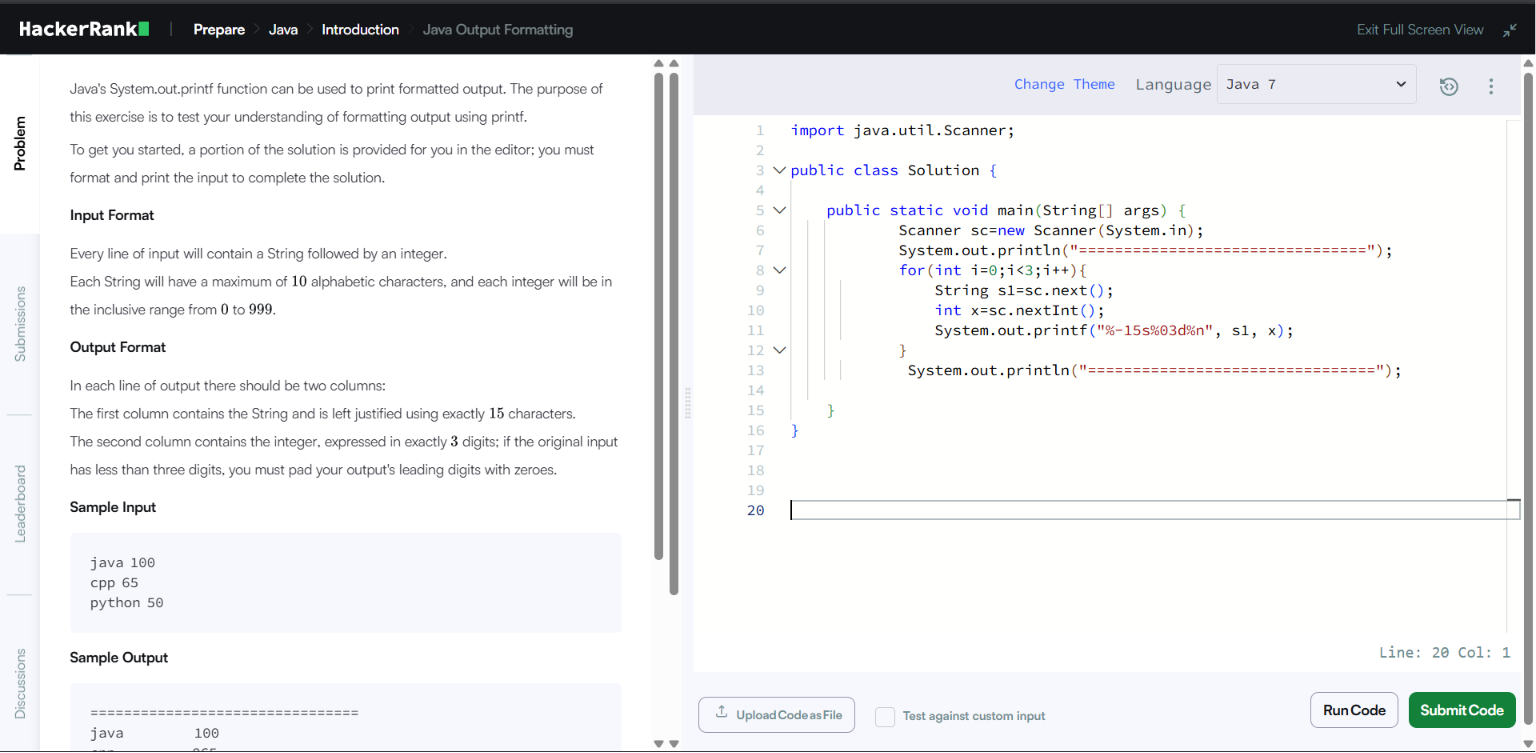 HackerRank
Prepare
Java
Introduction
Java Output Formatting
Exit Full Screen View
Problem
Submissions
Leaderboard
Discussions
Java's System.out.printf function can be used to print formatted output. The purpose of
this exercise is to test your understanding of formatting output using printf.
To get you started, a portion of the solution is provided for you in the editor; you must
format and print the input to complete the solution.
Input Format
Every line of input will contain a String followed by an integer.
Each String will have a maximum of 10 alphabetic characters, and each integer will be in
the inclusive range from 0 to 999.
Output Format
In each line of output there should be two columns:
The first column contains the String and is left justified using exactly 15 characters.
The second column contains the integer, expressed in exactly 3 digits; if the original input
has less than three digits, you must pad your output's leading digits with zeroes.
Sample Input
java 100
cpp 65
python 50
Sample Output
================================
java           100
Change Theme
Language
Java 7
1 import java.util.Scanner;
2
3 public class Solution {
4
5     public static void main(String[] args) {
6             Scanner sc=new Scanner(System.in);
7             System.out.println("================================");
8             for(int i=0;i<3;i++){
9                 String s1=sc.next();
10                 int x=sc.nextInt();
11                 System.out.printf("%-15s%03d%n", s1, x);
12             }
13              System.out.println("================================");
14
15     }
16 }
17
18
19
20
Line: 20 Col: 1
Upload Code as File
Test against custom input
Run Code
Submit Code